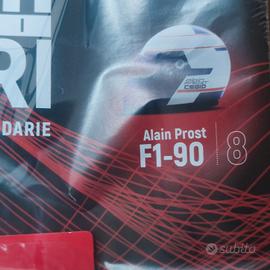 RI
DARIE
Alain Prost
F1-90
8
subito